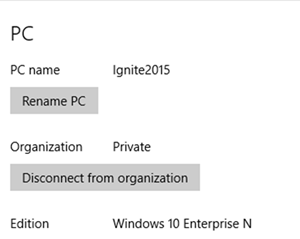 PC
PC name Ignite2015
Rename PC
Organization Private
Disconnect from organization
Edition Windows 10 Enterprise N